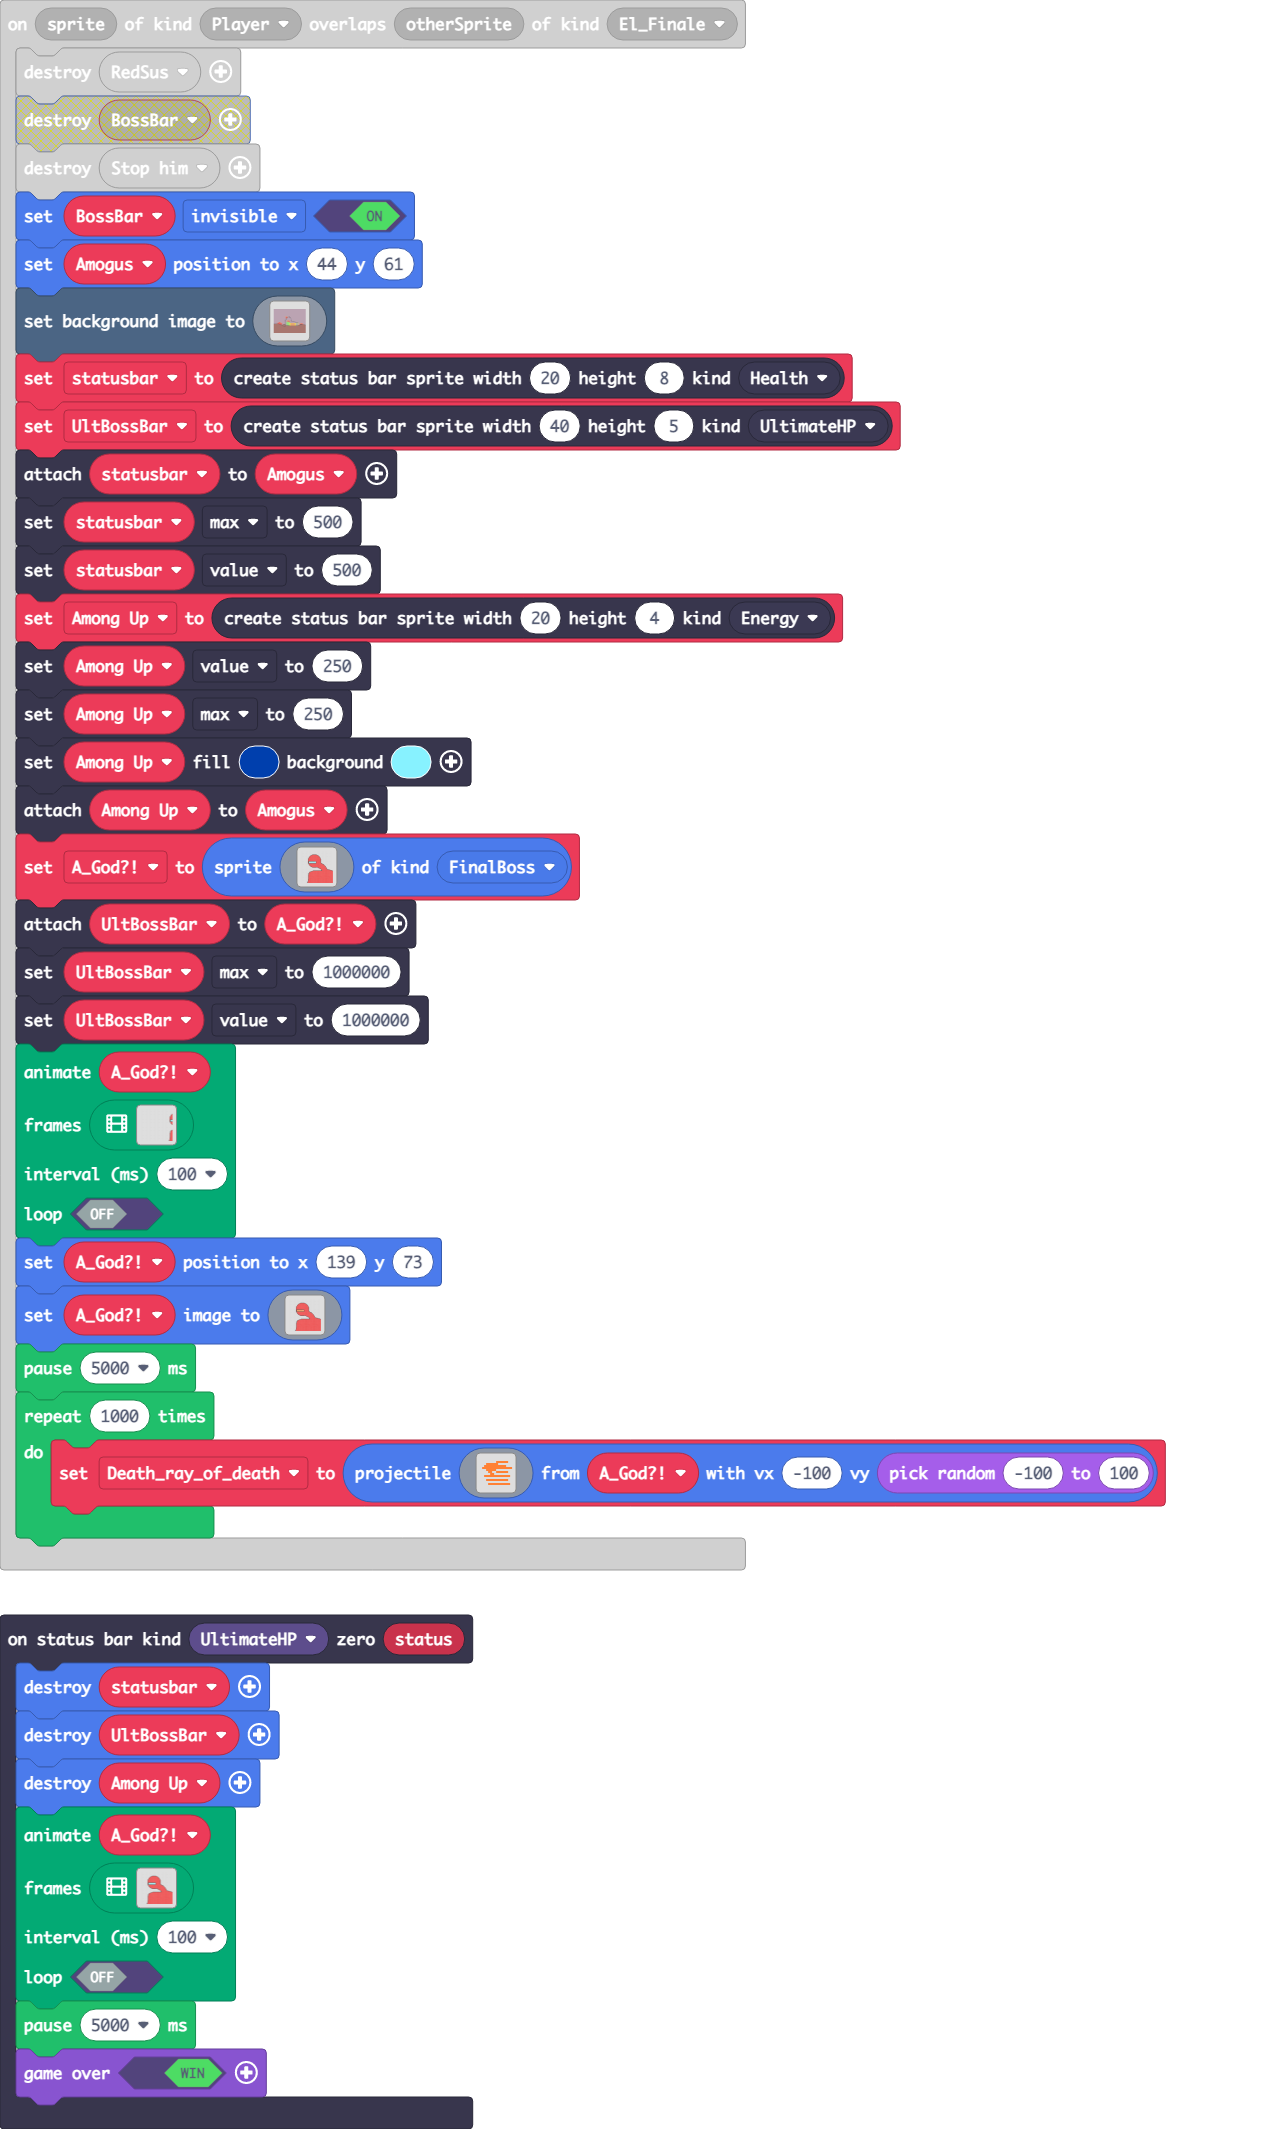 on sprite of kind Player overlaps otherSprite of kind El_Finale
destroy RedSus
destroy BossBar
destroy Stop him
set BossBar invisible ON
set Amogus position to x 44 y 61
set background image to
set statusbar to create status bar sprite width 20 height 8 kind Health
set UltBossBar to create status bar sprite width 40 height 5 kind UltimateHP
attach statusbar to Amogus
set statusbar max to 500
set statusbar value to 500
set Among Up to create status bar sprite width 20 height 4 kind Energy
set Among Up value to 250
set Among Up max to 250
set Among Up fill background
attach Among Up to Amogus
set A_God?! to sprite of kind FinalBoss
attach UltBossBar to A_God?!
set UltBossBar max to 1000000
set UltBossBar value to 1000000
animate A_God?!
frames
interval (ms) 100
loop OFF
set A_God?! position to x 139 y 73
set A_God?! image to
pause 5000 ms
repeat 1000 times
do
set Death_ray_of_death to projectile from A_God?! with vx -100 vy pick random -100 to 100
on status bar kind UltimateHP zero status
destroy statusbar
destroy UltBossBar
destroy Among Up
animate A_God?!
frames
interval (ms) 100
loop OFF
pause 5000 ms
game over WIN